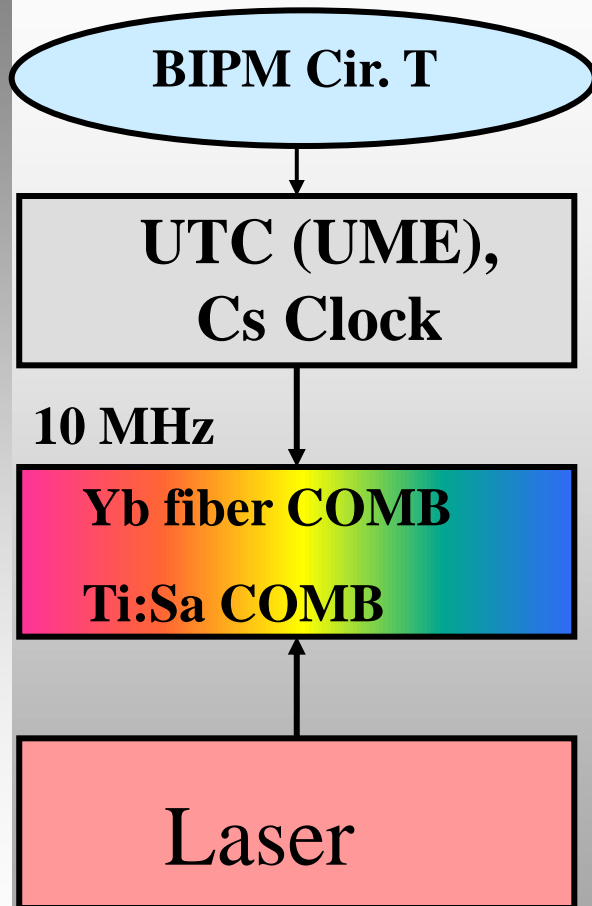 BIPM Cir. T
UTC (UME),
Cs Clock
10 MHz
Yb fiber COMB
Ti:Sa COMB
Laser